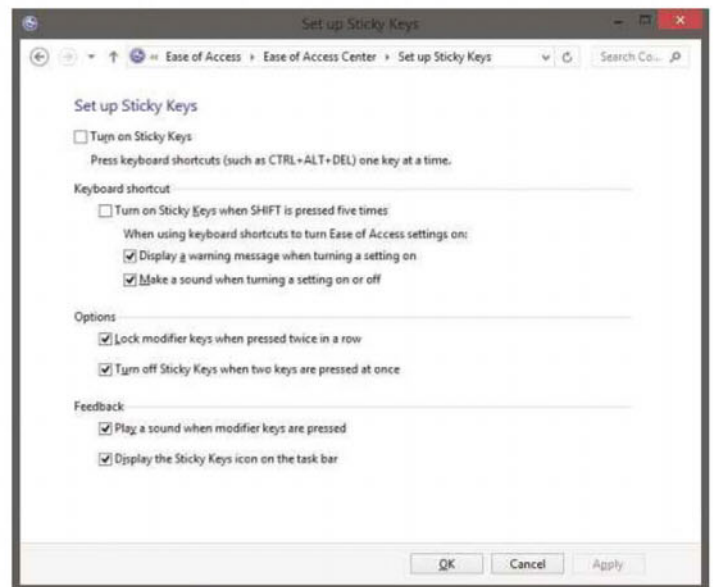 Set up Sticky Keys
« Ease of Access ▸ Ease of Access Center ▸ Set up Sticky Keys
Search Co...
Set up Sticky Keys
Turn on Sticky Keys
Press keyboard shortcuts (such as CTRL+ALT+DEL) one key at a time.
Keyboard shortcut
Turn on Sticky Keys when SHIFT is pressed five times
When using keyboard shortcuts to turn Ease of Access settings on:
Display a warning message when turning a setting on
Make a sound when turning a setting on or off
Options
Lock modifier keys when pressed twice in a row
Turn off Sticky Keys when two keys are pressed at once
Feedback
Play a sound when modifier keys are pressed
Display the Sticky Keys icon on the task bar
OK Cancel Apply